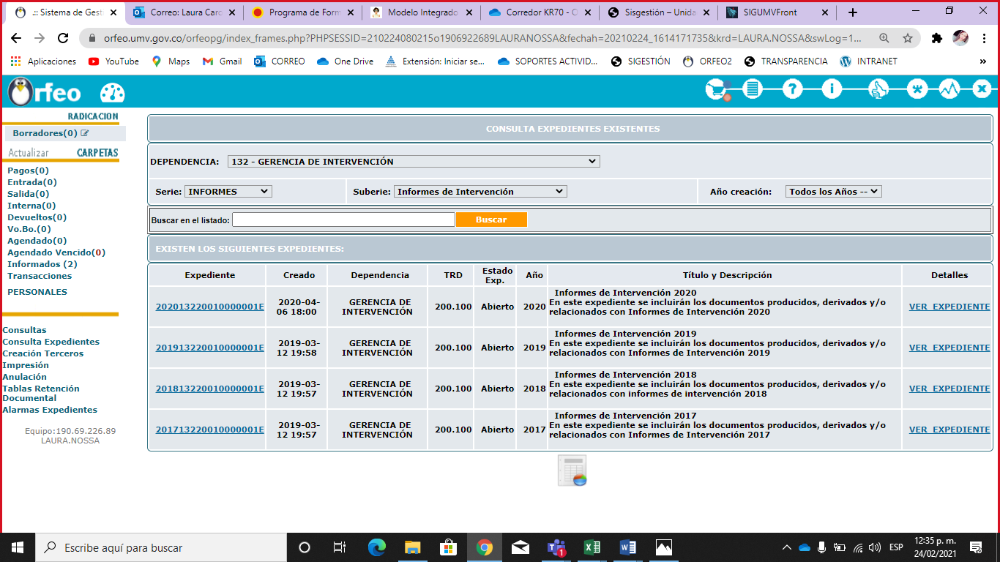 .:: Sistema de Gesti
Correo: Laura Caro
Programa de Form
Modelo Integrado
Corredor KR70 - O
Sisgestión – Unida
SIGUMVFront
orfeo.umv.gov.co/orfeopg/index_frames.php?PHPSESSID=210224080215o1906922689LAURANOSSA&fechah=20210224_1614171735&krd=LAURA.NOSSA&swLog=1...
Aplicaciones
YouTube
Maps
Gmail
CORREO
One Drive
Extensión: Iniciar se...
SOPORTES ACTIVID...
SIGESTIÓN
ORFEO2
TRANSPARENCIA
INTRANET
»
Orfeo
RADICACION
Borradores(0)
Actualizar CARPETAS
Pagos(0)
Entrada(0)
Salida(0)
Interna(0)
Devueltos(0)
Vo.Bo.(0)
Agendado(0)
Agendado Vencido(0)
Informados (2)
Transacciones
PERSONALES
Consultas
Consulta Expedientes
Creación Terceros
Impresión
Anulación
Tablas Retención
Documental
Alarmas Expedientes
Equipo:190.69.226.89
LAURA.NOSSA
CONSULTA EXPEDIENTES EXISTENTES
DEPENDENCIA: 132 - GERENCIA DE INTERVENCIÓN
Serie: INFORMES Suberie: Informes de Intervención Año creación: Todos los Años --
Buscar en el listado: Buscar
EXISTEN LOS SIGUIENTES EXPEDIENTES:
Expediente Creado Dependencia TRD Estado Exp. Año Título y Descripción Detalles
202013220010000001E 2020-04-06 18:00 GERENCIA DE INTERVENCIÓN 200.100 Abierto 2020 Informes de Intervención 2020
En este expediente se incluirán los documentos producidos, derivados y/o
relacionados con Informes de Intervención 2020 VER EXPEDIENTE
201913220010000001E 2019-03-12 19:58 GERENCIA DE INTERVENCIÓN 200.100 Abierto 2019 Informes de Intervención 2019
En este expediente se incluirán los documentos producidos, derivados y/o
relacionados con Informes de Intervención 2019 VER EXPEDIENTE
201813220010000001E 2019-03-12 19:57 GERENCIA DE INTERVENCIÓN 200.100 Abierto 2018 Informes de Intervención 2018
En este expediente se incluirán los documentos producidos, derivados y/o
relacionados con informes de intervención 2018 VER EXPEDIENTE
201713220010000001E 2019-03-12 19:57 GERENCIA DE INTERVENCIÓN 200.100 Abierto 2017 Informes de Intervención 2017
En este expediente se incluirán los documentos producidos, derivados y/o
relacionados con Informes de Intervención 2017 VER EXPEDIENTE
Escribe aquí para buscar
1
ESP
12:35 p. m.
24/02/2021